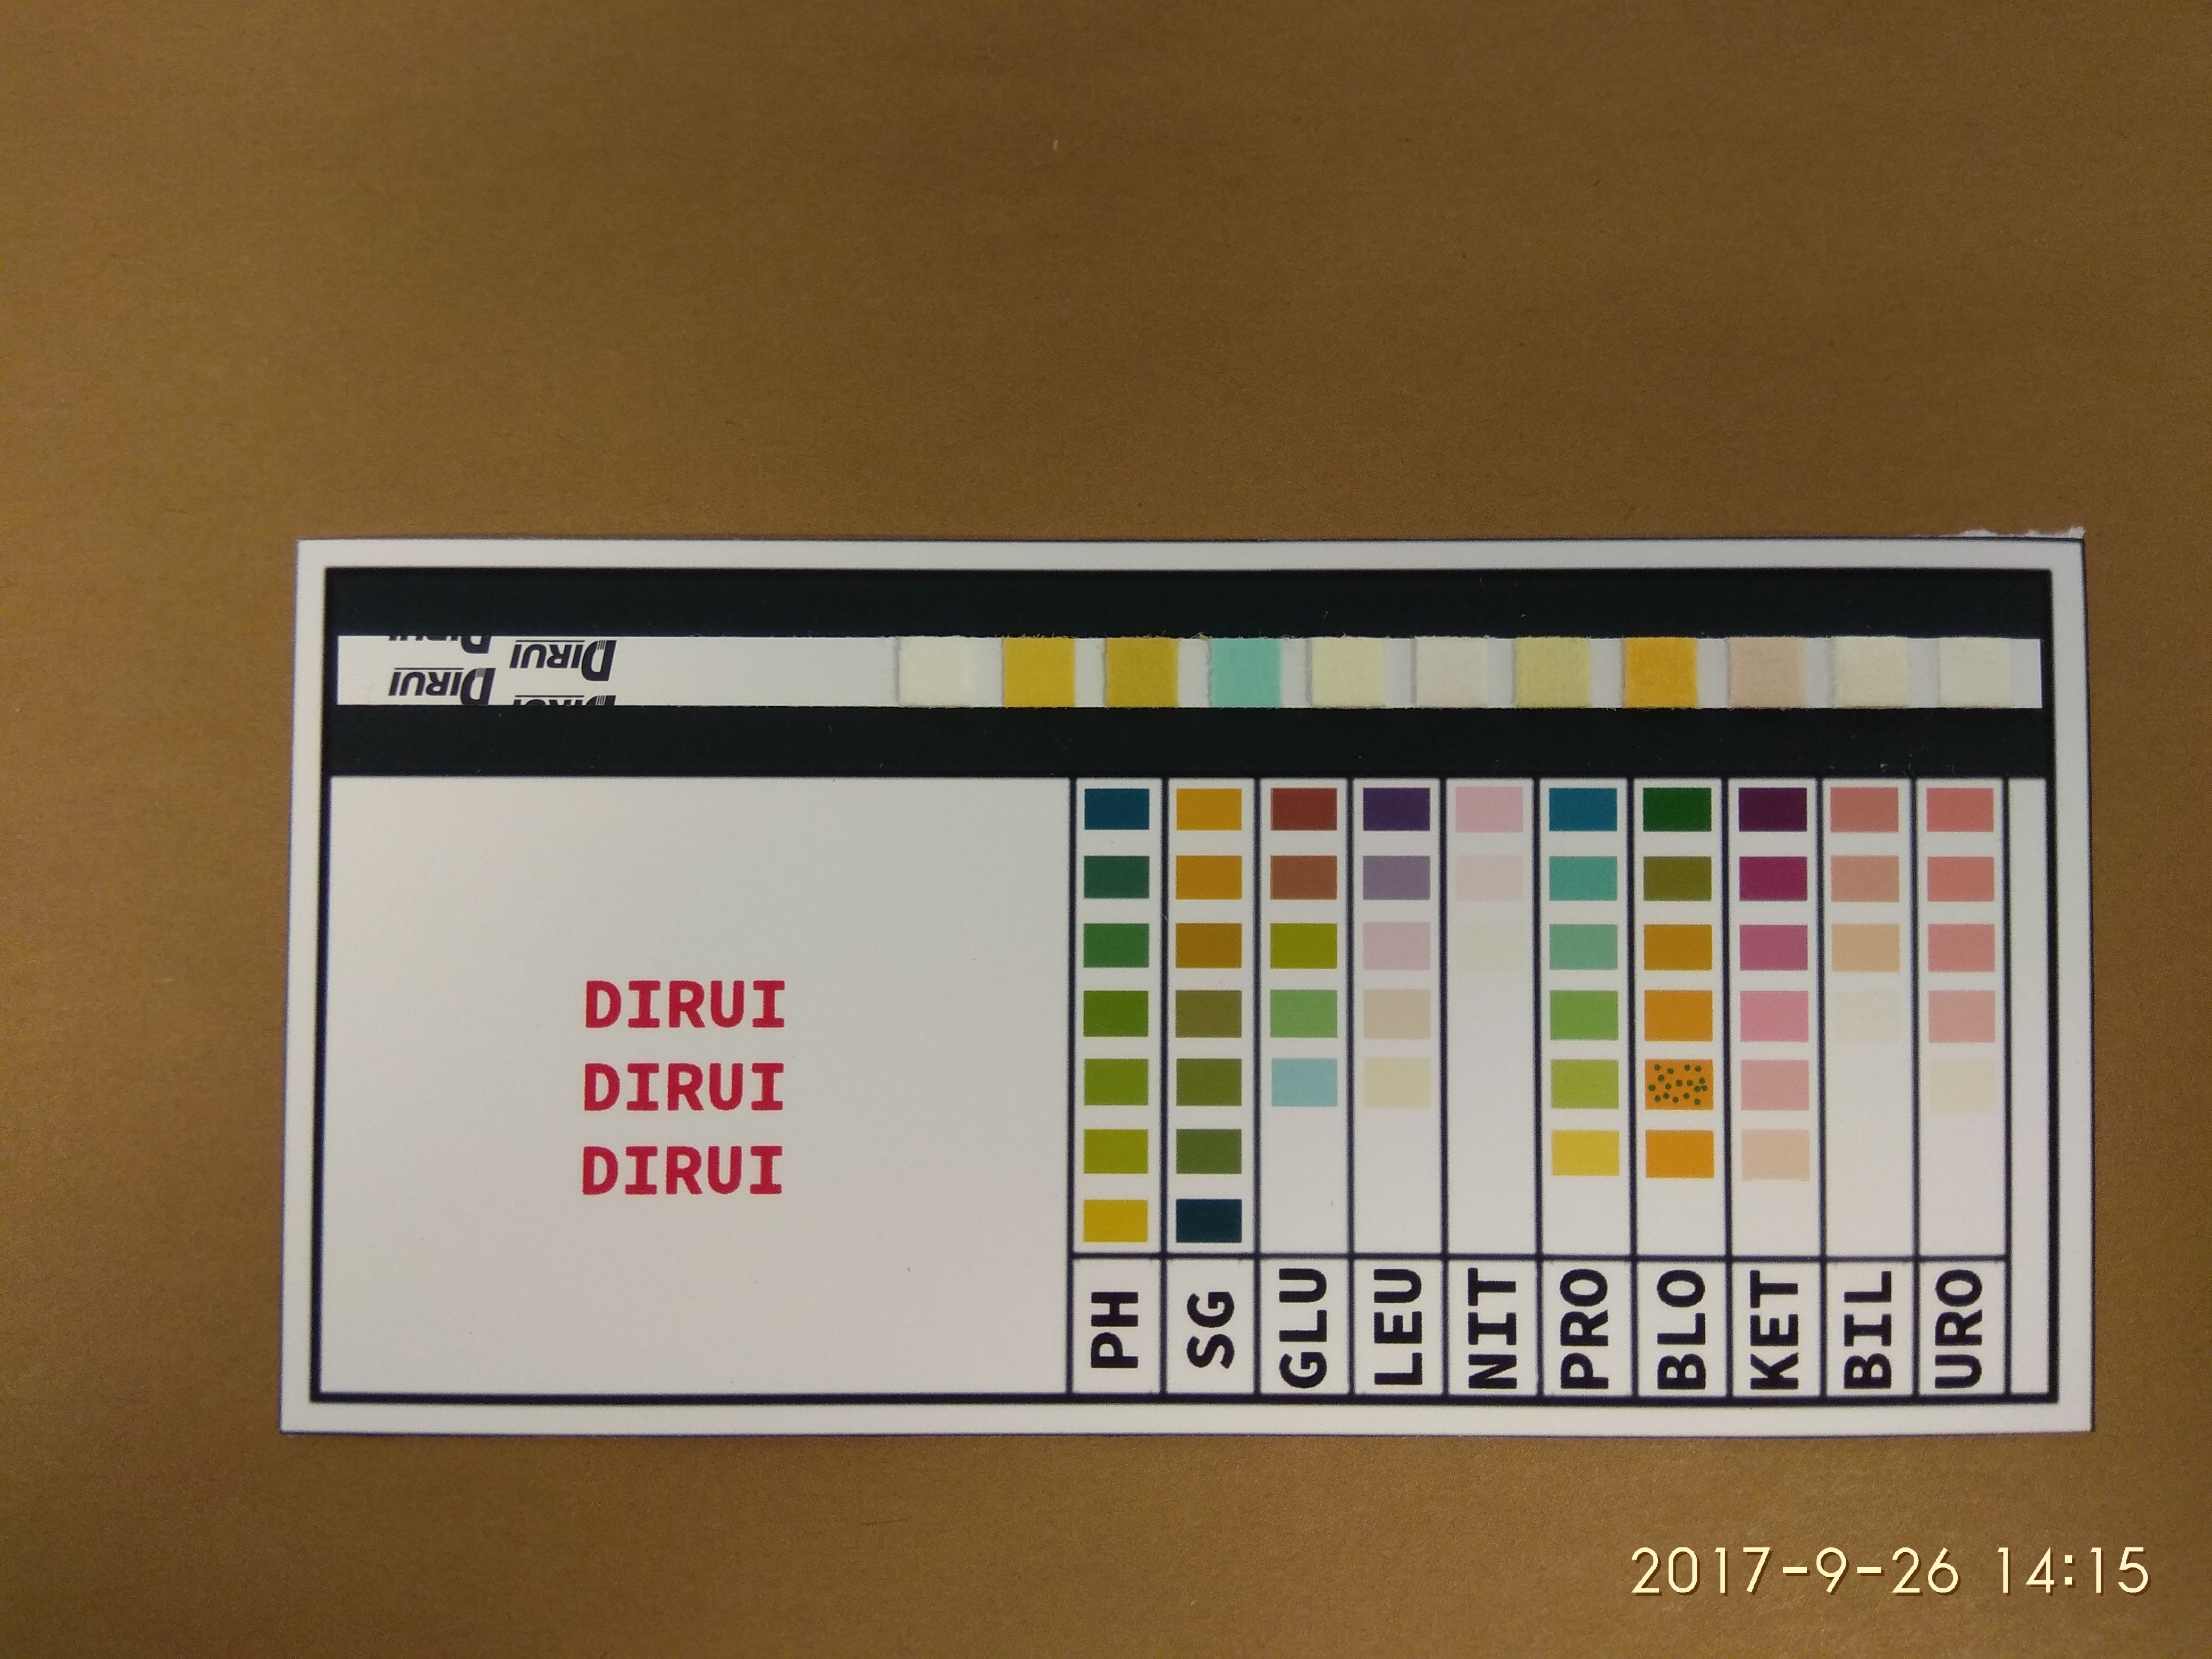 DIRUI DIRUI
DIRUI DIRUI
DIRUI
DIRUI
DIRUI
PH SG GLU LEU NIT PRO BLO KET BIL URO
2017-9-26 14:15